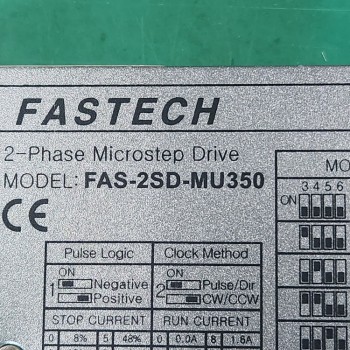 FASTECH
2-Phase Microstep Drive
MODEL: FAS-2SD-MU350
MO
CE
3 4 5 6
ON
Pulse Logic Clock Method
ON ON
1 Negative 2 Pulse/Dir
Positive CW/CCW
STOP CURRENT RUN CURRENT
0 8% 5 48% 0 0.0A 8 1.6A